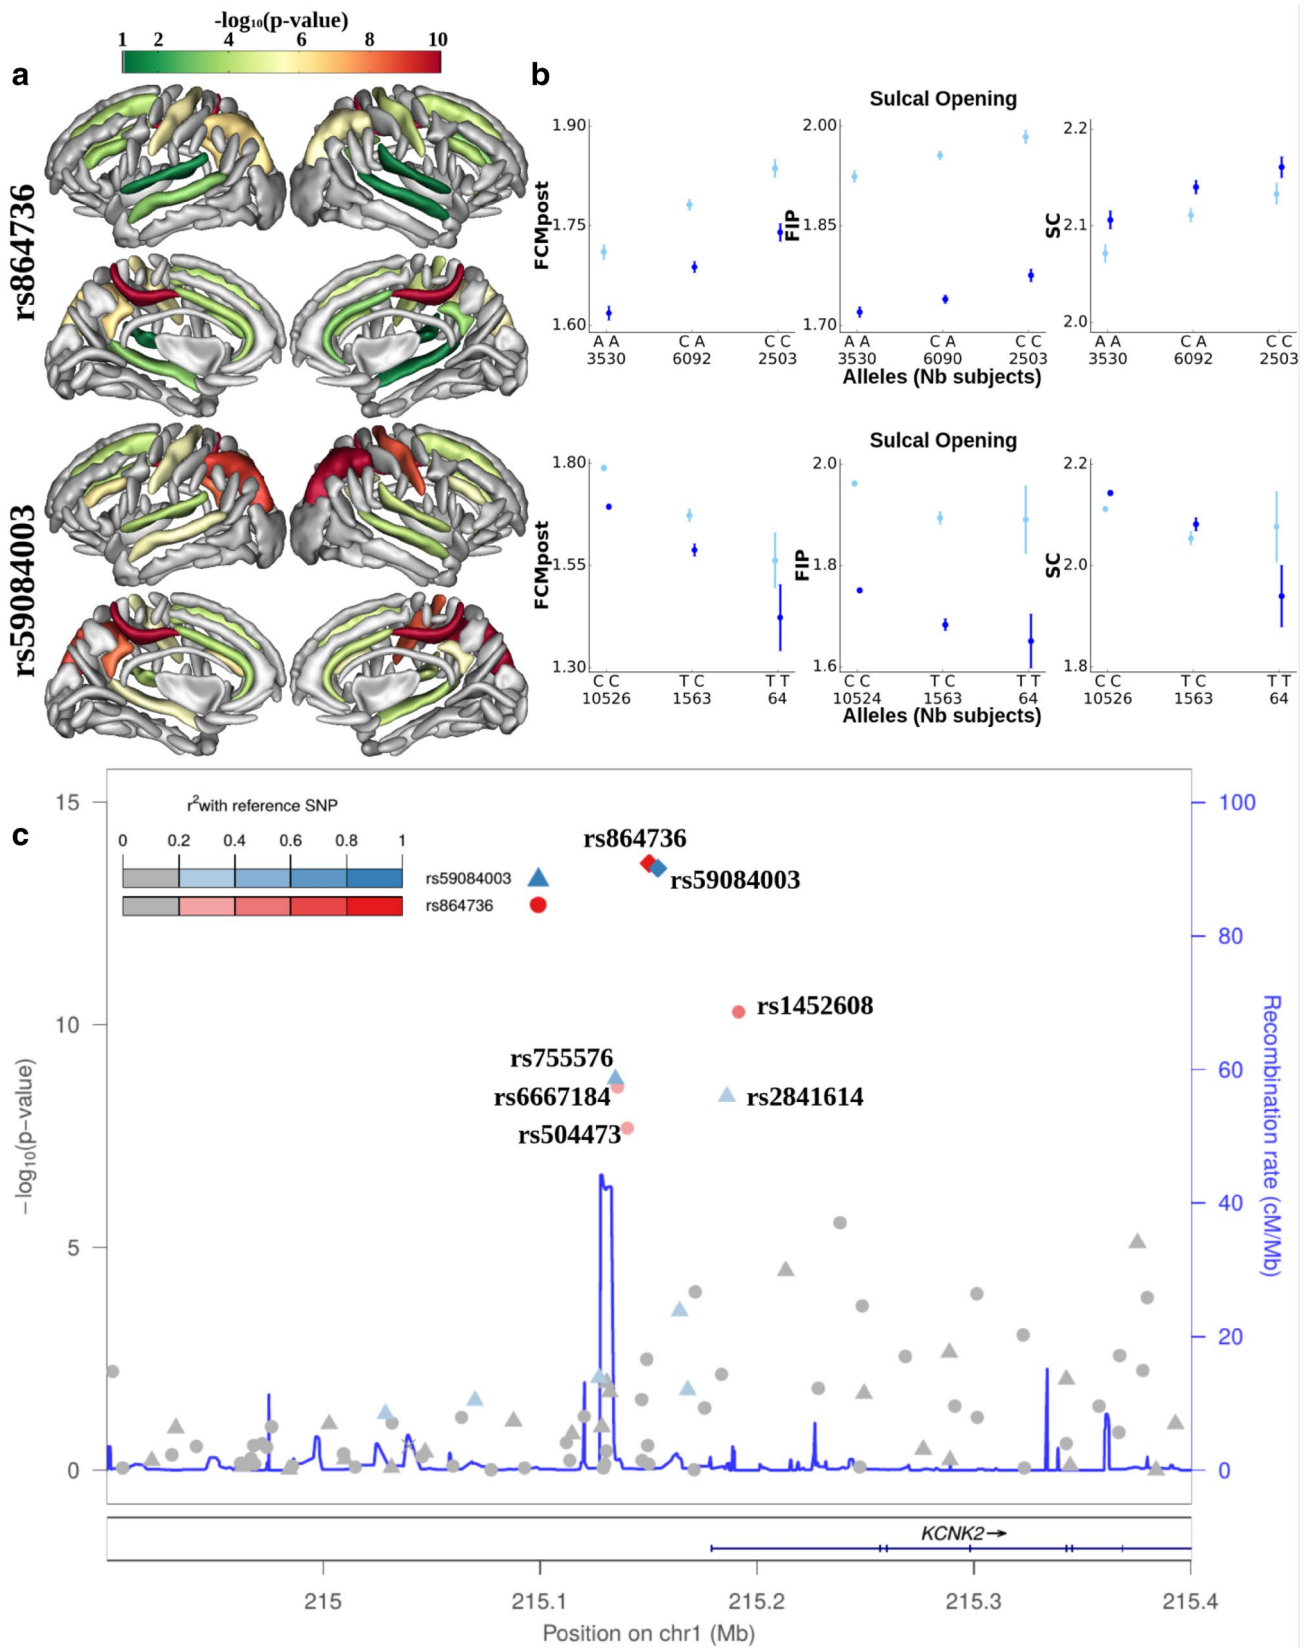 -log₁₀(p-value)
1 2 4 6 8 10
a
rs864736
rs59084003
b
Sulcal Opening
FCMpost
1.90
1.75
1.60
A A C A C C
3530 6092 2503
FIP
2.00
1.85
1.70
A A C A C C
3530 6090 2503
Alleles (Nb subjects)
SC
2.2
2.1
2.0
A A C A C C
3530 6092 2503
Sulcal Opening
FCMpost
1.80
1.55
1.30
C C T C T T
10526 1563 64
FIP
2.0
1.8
1.6
C C T C T T
10524 1563 64
Alleles (Nb subjects)
SC
2.2
2.0
1.8
C C T C T T
10526 1563 64
c
r²with reference SNP
0 0.2 0.4 0.6 0.8 1
rs59084003
rs864736
rs864736
rs59084003
rs1452608
rs755576
rs6667184
rs2841614
rs504473
−log₁₀(p−value)
15
10
5
0
Recombination rate (cM/Mb)
100
80
60
40
20
0
KCNK2→
215 215.1 215.2 215.3 215.4
Position on chr1 (Mb)